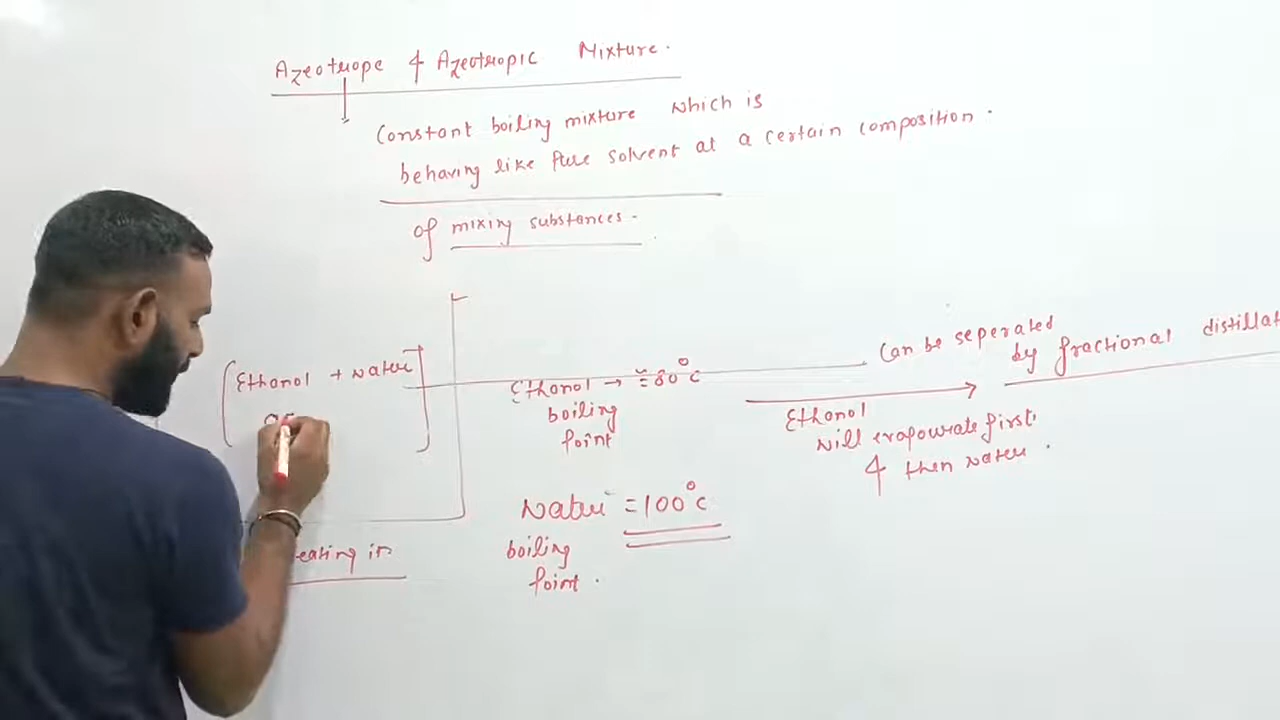 Azeotrope & Azeotropic Mixture.
Constant boiling mixture which is
behaving like Pure solvent at a certain composition.
of mixing substances.
Ethanol + Water
95
eating in
Ethanol → ≅80°C
boiling
point
Water = 100°C
boiling
point.
Ethanol
will evapourate first
& then water.
Can be seperated
by fractional distillat